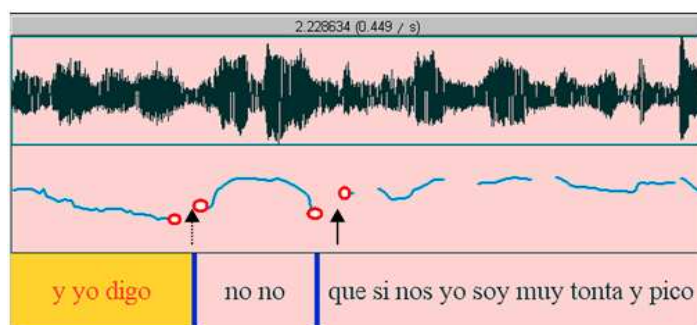 2.228634 (0.449 / s)
y yo digo no no que si nos yo soy muy tonta y pico